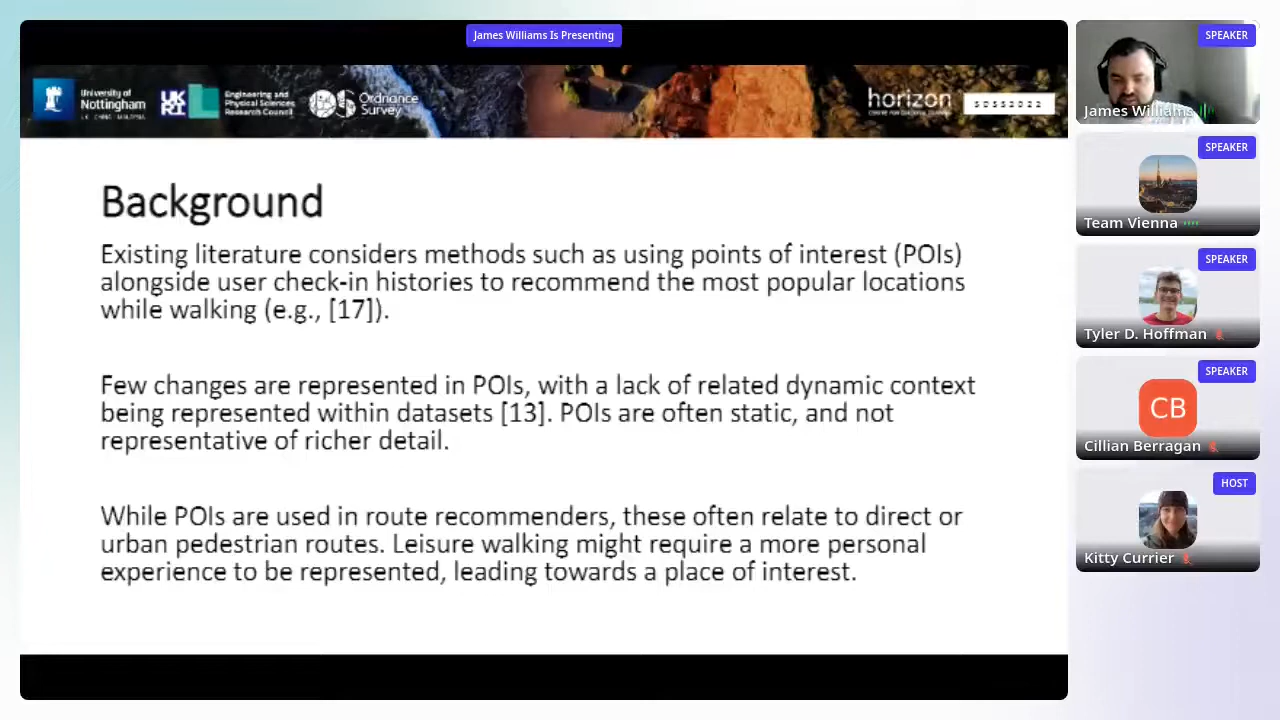 James Williams Is Presenting
University of
Nottingham
UK | CHINA | MALAYSIA
UK
RI
Engineering and
Physical Sciences
Research Council
Ordnance
Survey
horizon
Background
Existing literature considers methods such as using points of interest (POIs)
alongside user check-in histories to recommend the most popular locations
while walking (e.g., [17]).
Few changes are represented in POIs, with a lack of related dynamic context
being represented within datasets [13]. POIs are often static, and not
representative of richer detail.
While POIs are used in route recommenders, these often relate to direct or
urban pedestrian routes. Leisure walking might require a more personal
experience to be represented, leading towards a place of interest.
SPEAKER
James Williams
SPEAKER
Team Vienna
SPEAKER
Tyler D. Hoffman
SPEAKER
CB
Cillian Berragan
HOST
Kitty Currier